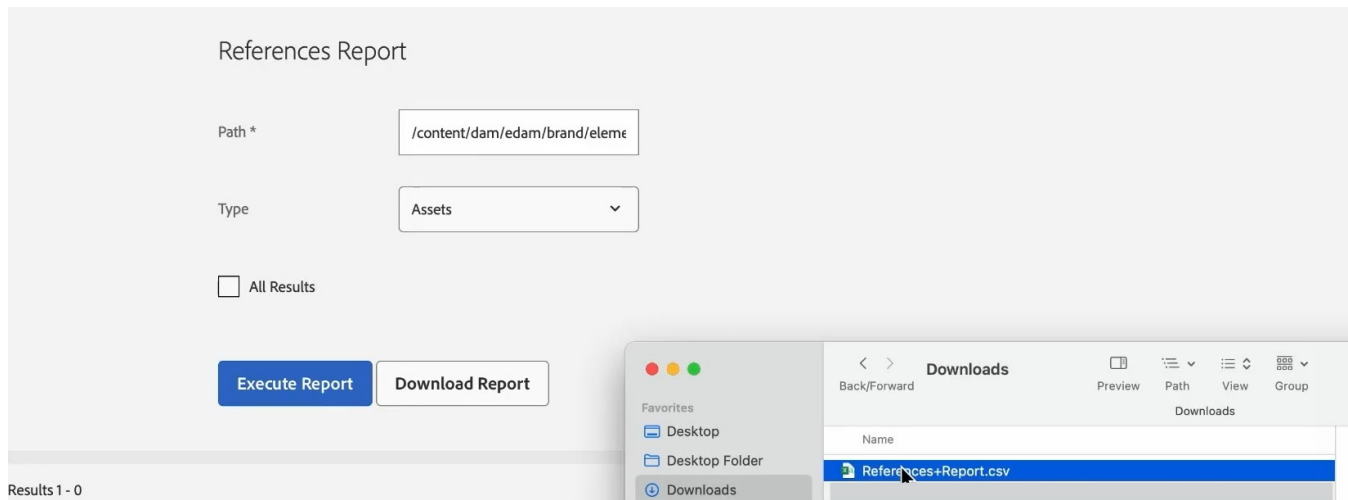 References Report
Path *
/content/dam/edam/brand/eleme
Type
Assets
All Results
Execute Report
Download Report
Results 1 - 0
Favorites
Desktop
Desktop Folder
Downloads
Back/Forward
Downloads
Preview
Path
View
Group
Downloads
Name
References+Report.csv